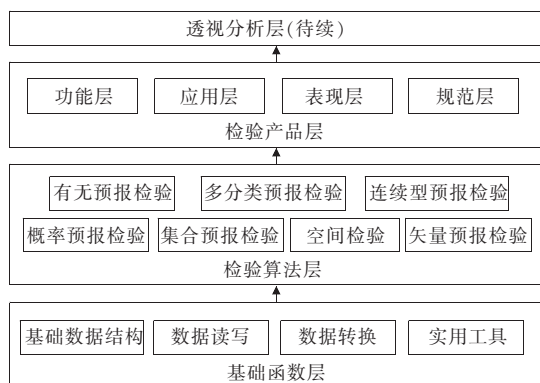 透视分析层(待续)
功能层 应用层 表现层 规范层
检验产品层
有无预报检验 多分类预报检验 连续型预报检验
概率预报检验 集合预报检验 空间检验 矢量预报检验
检验算法层
基础数据结构 数据读写 数据转换 实用工具
基础函数层